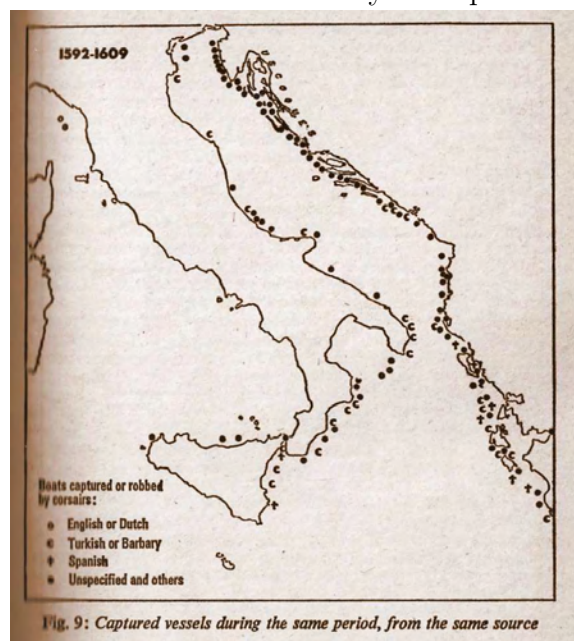 1592-1609
Boats captured or robbed
by corsairs:
English or Dutch
Turkish or Barbary
Spanish
Unspecified and others
Fig. 9: Captured vessels during the same period, from the same source